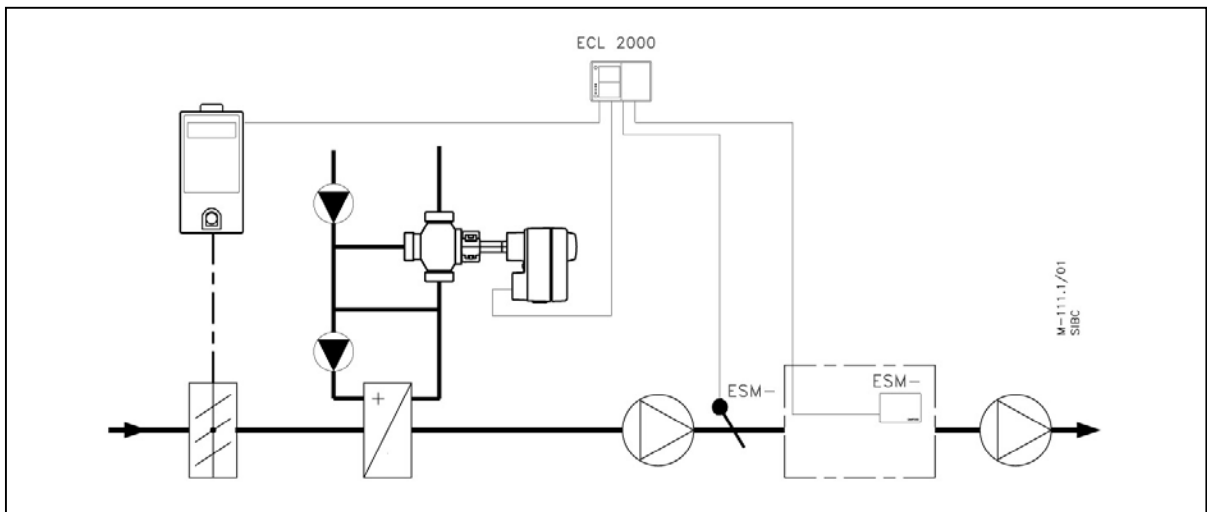 ECL 2000
M-111.1/01
SIBC
ESM-
ESM-
+